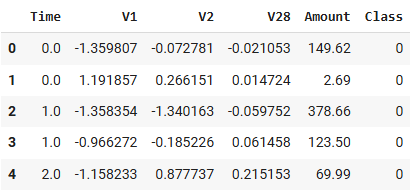 Time V1 V2 V28 Amount Class
0 0.0 -1.359807 -0.072781 -0.021053 149.62 0
1 0.0 1.191857 0.266151 0.014724 2.69 0
2 1.0 -1.358354 -1.340163 -0.059752 378.66 0
3 1.0 -0.966272 -0.185226 0.061458 123.50 0
4 2.0 -1.158233 0.877737 0.215153 69.99 0